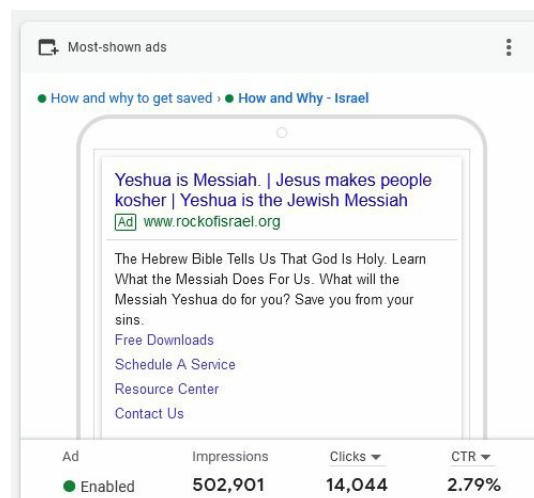 Most-shown ads
How and why to get saved › How and Why - Israel
Yeshua is Messiah. | Jesus makes people
kosher | Yeshua is the Jewish Messiah
Ad www.rockofisrael.org
The Hebrew Bible Tells Us That God Is Holy. Learn
What the Messiah Does For Us. What will the
Messiah Yeshua do for you? Save you from your
sins.
Free Downloads
Schedule A Service
Resource Center
Contact Us
Ad Impressions Clicks CTR
Enabled 502,901 14,044 2.79%